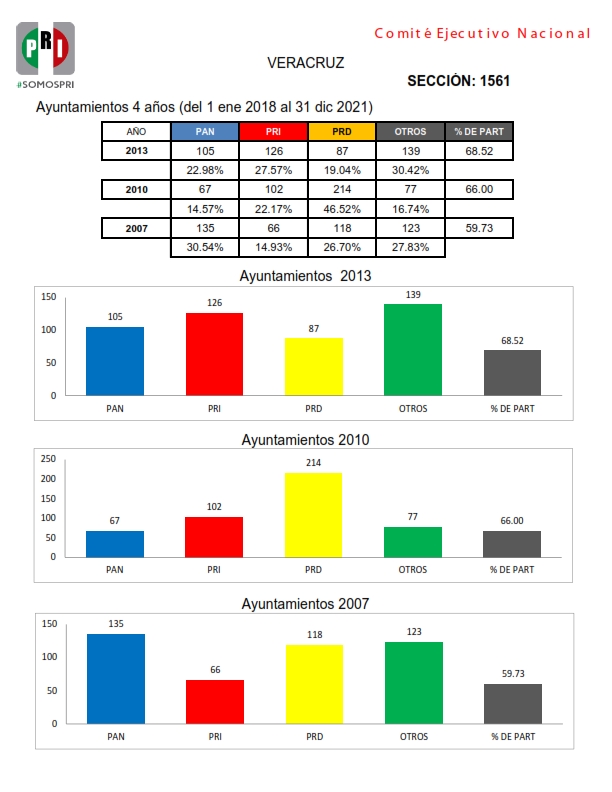 Comité Ejecutivo Nacional
PRI
#SOMOSPRI
VERACRUZ
SECCIÓN: 1561
Ayuntamientos 4 años (del 1 ene 2018 al 31 dic 2021)
AÑO PAN PRI PRD OTROS % DE PART
2013 105 126 87 139 68.52
22.98% 27.57% 19.04% 30.42%
2010 67 102 214 77 66.00
14.57% 22.17% 46.52% 16.74%
2007 135 66 118 123 59.73
30.54% 14.93% 26.70% 27.83%
Ayuntamientos 2013
150
100
50
0
105 126 87 139 68.52
PAN PRI PRD OTROS % DE PART
Ayuntamientos 2010
250
200
150
100
50
0
67 102 214 77 66.00
PAN PRI PRD OTROS % DE PART
Ayuntamientos 2007
150
100
50
0
135 66 118 123 59.73
PAN PRI PRD OTROS % DE PART